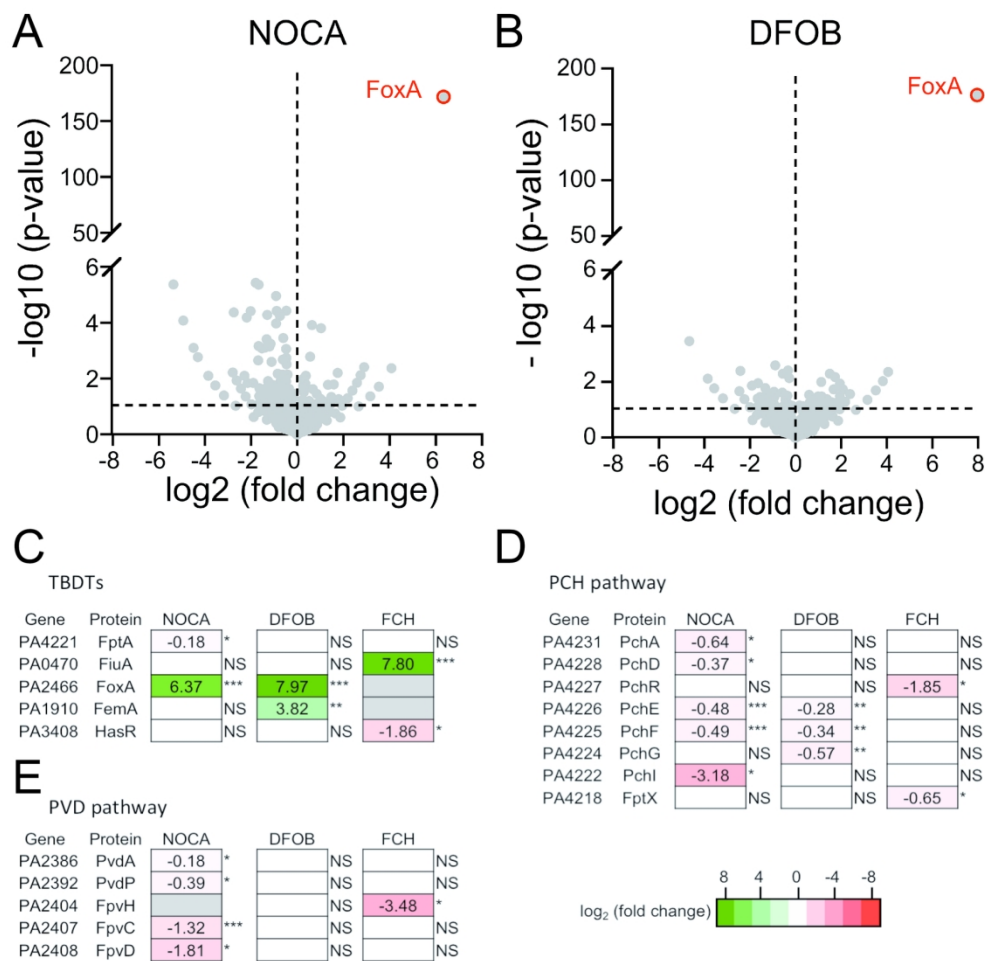 A NOCA
B DFOB
200
150
100
50
6
4
2
0
-log10 (p-value)
FoxA
-8 -6 -4 -2 0 2 4 6 8
log2 (fold change)
200
150
100
50
6
4
2
0
- log10 (p-value)
FoxA
-8 -6 -4 -2 0 2 4 6 8
log2 (fold change)
C
TBDTs
Gene Protein NOCA DFOB FCH
PA4221 FptA -0.18 * NS NS
PA0470 FiuA NS NS 7.80 ***
PA2466 FoxA 6.37 *** 7.97 ***
PA1910 FemA NS 3.82 **
PA3408 HasR NS NS -1.86 *
D
PCH pathway
Gene Protein NOCA DFOB FCH
PA4231 PchA -0.64 * NS NS
PA4228 PchD -0.37 * NS NS
PA4227 PchR NS NS -1.85 *
PA4226 PchE -0.48 *** -0.28 ** NS
PA4225 PchF -0.49 *** -0.34 ** NS
PA4224 PchG NS -0.57 ** NS
PA4222 PchI -3.18 * NS NS
PA4218 FptX NS NS -0.65 *
E
PVD pathway
Gene Protein NOCA DFOB FCH
PA2386 PvdA -0.18 * NS NS
PA2392 PvdP -0.39 * NS NS
PA2404 FpvH NS -3.48 *
PA2407 FpvC -1.32 *** NS NS
PA2408 FpvD -1.81 * NS NS
8 4 0 -4 -8
log2 (fold change)